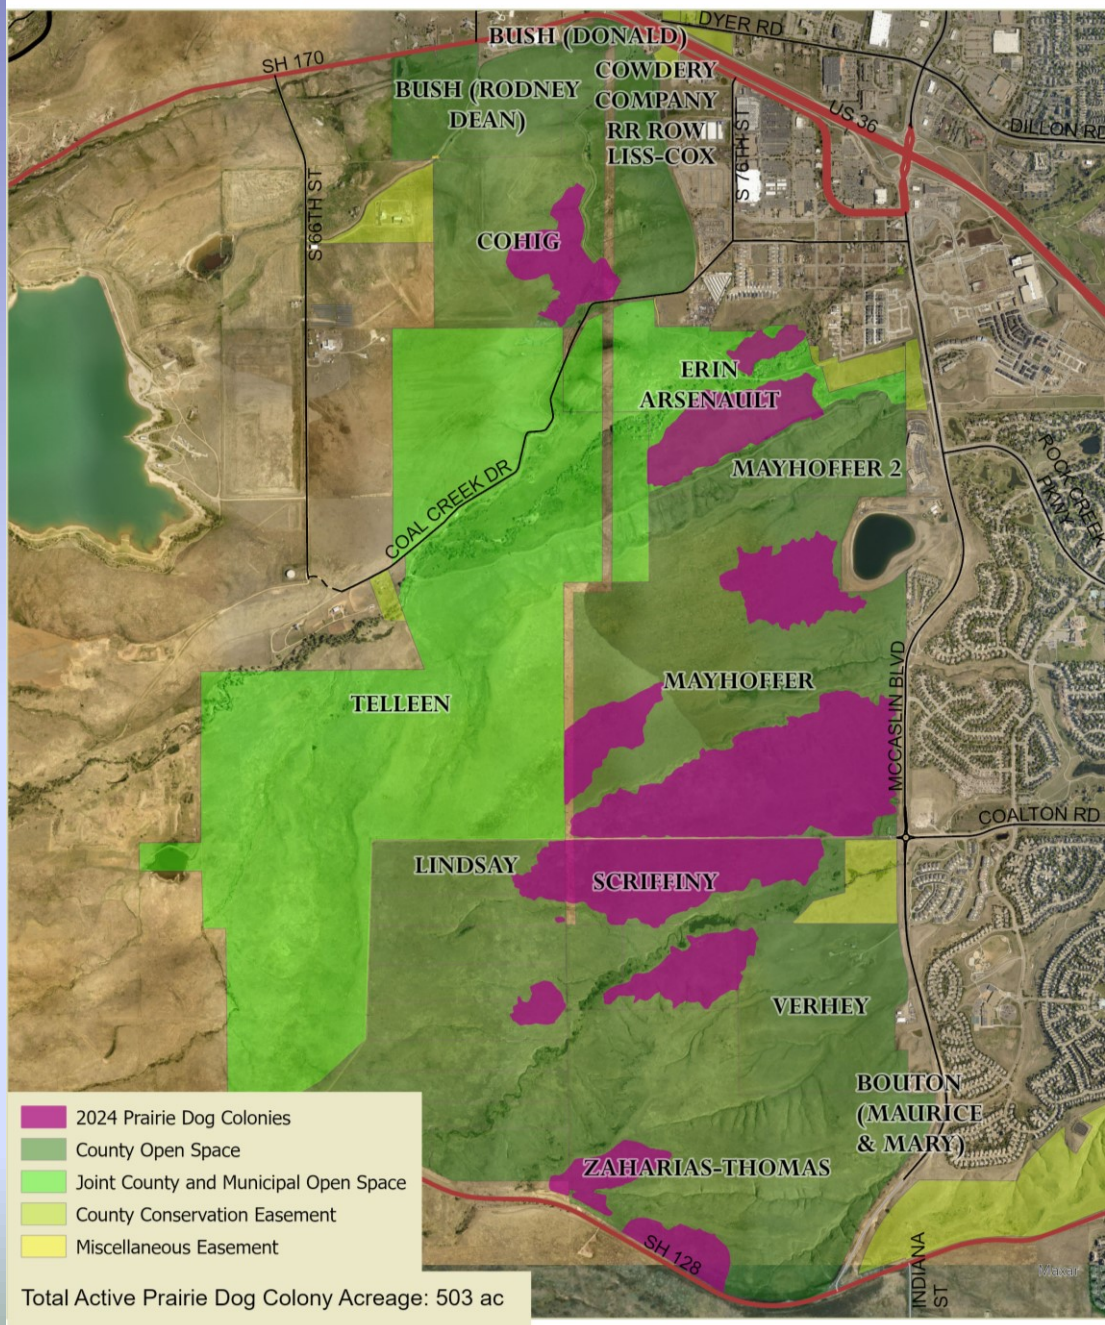 BUSH (DONALD)
DYER RD
SH 170
BUSH (RODNEY
DEAN)
COWDERY
COMPANY
RR ROW
LISS-COX
US 36
S 76TH ST
DILLON RD
S 66TH ST
COHIG
ERIN
ARSENAULT
MAYHOFFER 2
ROCK CREEK
PKWY
COAL CREEK DR
TELLEEN
MAYHOFFER
MCCASLIN BLVD
COALTON RD
LINDSAY
SCRIFFINY
VERHEY
BOUTON
(MAURICE
& MARY)
ZAHARIAS-THOMAS
SH 128
INDIANA
ST
Maxar
2024 Prairie Dog Colonies
County Open Space
Joint County and Municipal Open Space
County Conservation Easement
Miscellaneous Easement
Total Active Prairie Dog Colony Acreage: 503 ac